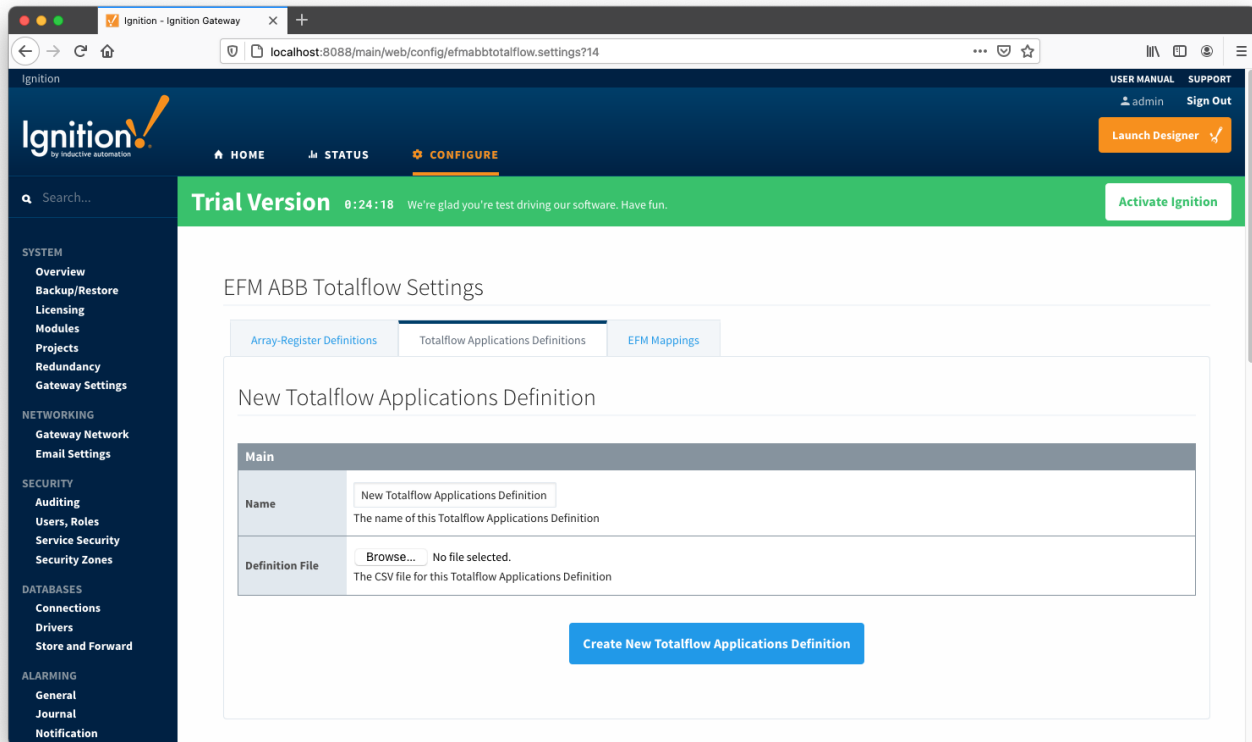 Ignition - Ignition Gateway
localhost:8088/main/web/config/efmabbtotalflow.settings?14
Ignition
USER MANUAL SUPPORT
admin Sign Out
Ignition!
by inductive automation
Launch Designer
HOME STATUS CONFIGURE
Search...
Trial Version 0:24:18 We're glad you're test driving our software. Have fun.
Activate Ignition
SYSTEM
Overview
Backup/Restore
Licensing
Modules
Projects
Redundancy
Gateway Settings
NETWORKING
Gateway Network
Email Settings
SECURITY
Auditing
Users, Roles
Service Security
Security Zones
DATABASES
Connections
Drivers
Store and Forward
ALARMING
General
Journal
Notification
EFM ABB Totalflow Settings
Array-Register Definitions Totalflow Applications Definitions EFM Mappings
New Totalflow Applications Definition
Main
Name
New Totalflow Applications Definition
The name of this Totalflow Applications Definition
Definition File
Browse... No file selected.
The CSV file for this Totalflow Applications Definition
Create New Totalflow Applications Definition